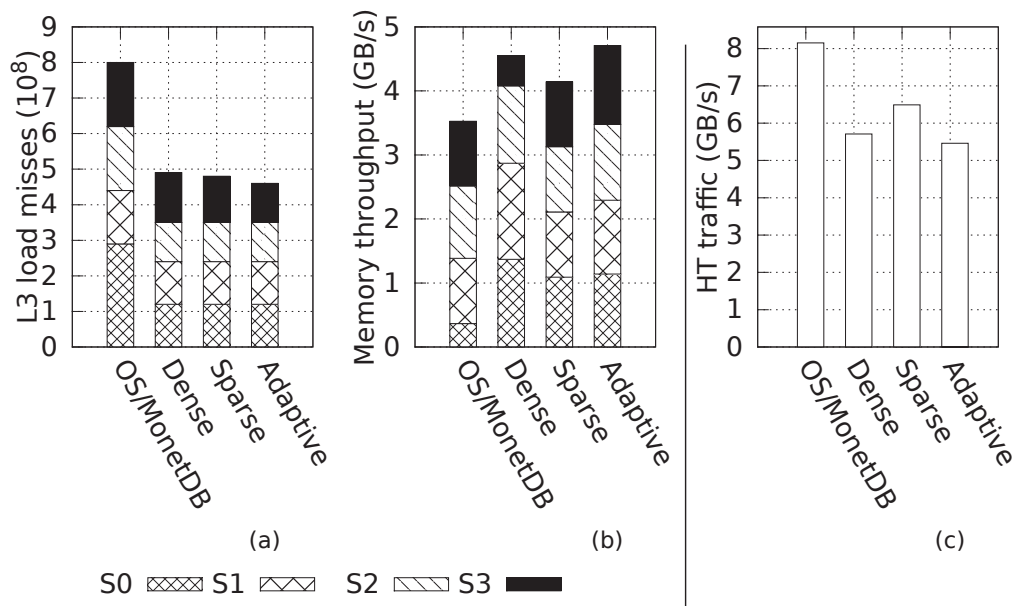 L3 load misses (10⁸)
9
8
7
6
5
4
3
2
1
0
OS/MonetDB
Dense
Sparse
Adaptive
(a)
Memory throughput (GB/s)
5
4
3
2
1
0
OS/MonetDB
Dense
Sparse
Adaptive
(b)
HT traffic (GB/s)
8
7
6
5
4
3
2
1
0
OS/MonetDB
Dense
Sparse
Adaptive
(c)
S0 S1 S2 S3